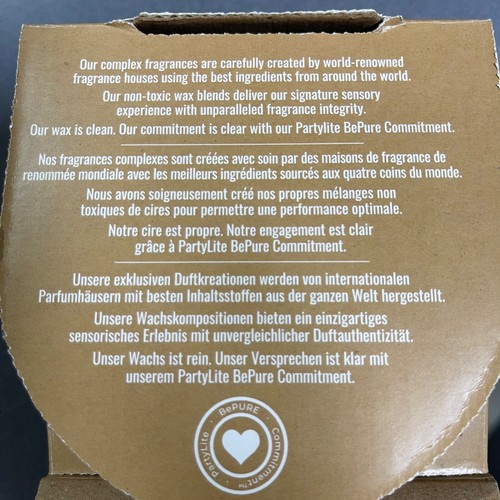 Our complex fragrances are carefully created by world-renowned
fragrance houses using the best ingredients from around the world.
Our non-toxic wax blends deliver our signature sensory
experience with unparalleled fragrance integrity.
Our wax is clean. Our commitment is clear with our Partylite BePure Commitment.
Nos fragrances complexes sont créées avec soin par des maisons de fragrance de
renommée mondiale avec les meilleurs ingrédients sourcés aux quatre coins du monde.
Nous avons soigneusement créé nos propres mélanges non
toxiques de cires pour permettre une performance optimale.
Notre cire est propre. Notre engagement est clair
grâce à PartyLite BePure Commitment.
Unsere exklusiven Duftkreationen werden von internationalen
Parfumhäusern mit besten Inhaltsstoffen aus der ganzen Welt hergestellt.
Unsere Wachskompositionen bieten ein einzigartiges
sensorisches Erlebnis mit unvergleichlicher Duftauthentizität.
Unser Wachs ist rein. Unser Versprechen ist klar mit
unserem PartyLite BePure Commitment.
PartyLite • BePURE • Commitment™